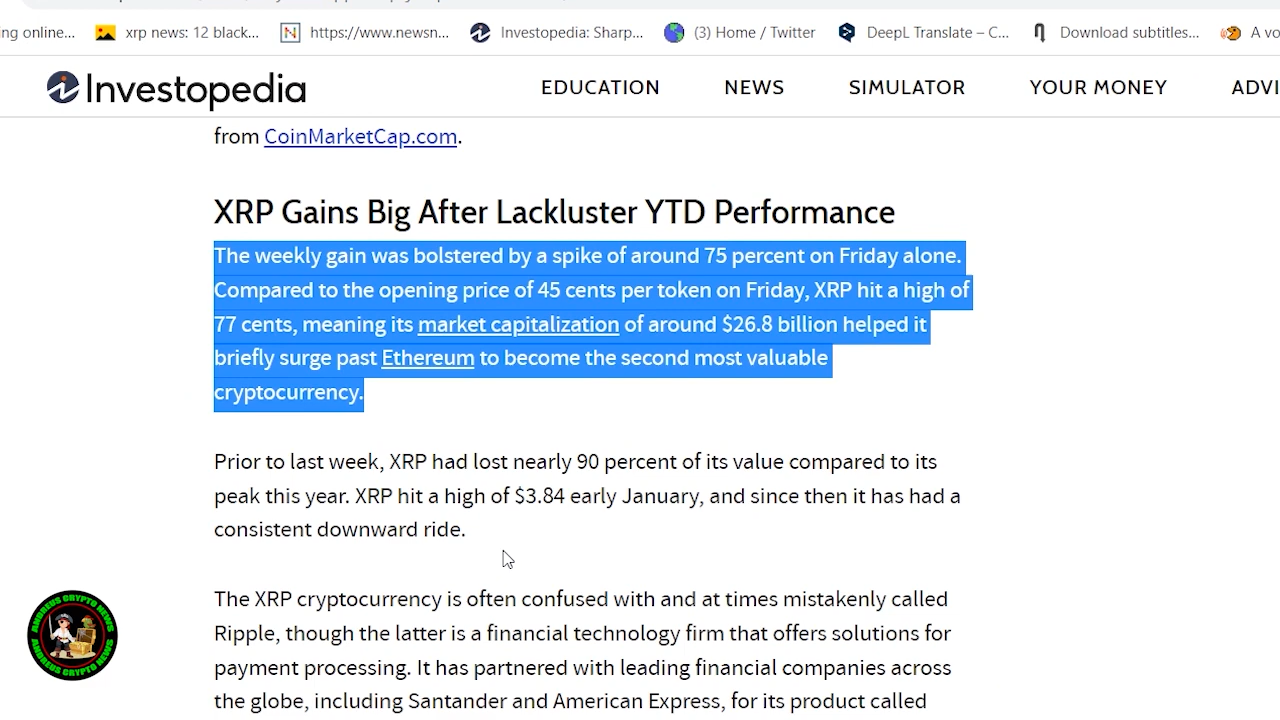 ng online...
xrp news: 12 black...
https://www.newsn...
Investopedia: Sharp...
(3) Home / Twitter
DeepL Translate – C...
Download subtitles...
A vo
Investopedia
EDUCATION
NEWS
SIMULATOR
YOUR MONEY
ADVI
from CoinMarketCap.com.
XRP Gains Big After Lackluster YTD Performance
The weekly gain was bolstered by a spike of around 75 percent on Friday alone.
Compared to the opening price of 45 cents per token on Friday, XRP hit a high of
77 cents, meaning its market capitalization of around $26.8 billion helped it
briefly surge past Ethereum to become the second most valuable
cryptocurrency.
Prior to last week, XRP had lost nearly 90 percent of its value compared to its
peak this year. XRP hit a high of $3.84 early January, and since then it has had a
consistent downward ride.
The XRP cryptocurrency is often confused with and at times mistakenly called
Ripple, though the latter is a financial technology firm that offers solutions for
payment processing. It has partnered with leading financial companies across
the globe, including Santander and American Express, for its product called
ANDREUS CRYPTO NEWS
ANDREUS CRYPTO NEWS